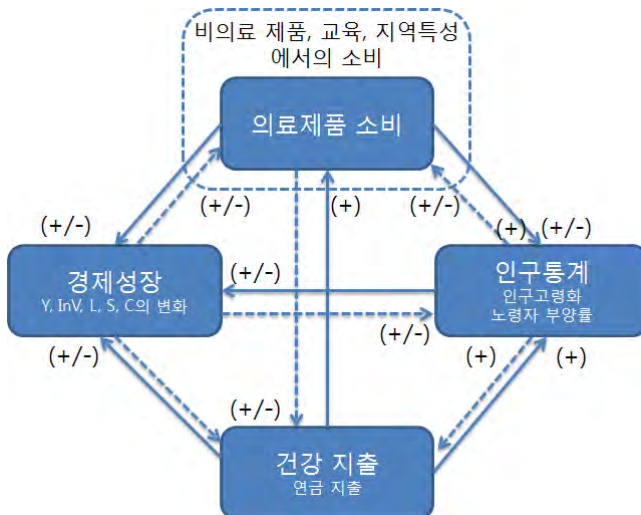 비의료 제품, 교육, 지역특성
에서의 소비
의료제품 소비
(+/-)
(+/-)
(+)
(+/-)
(+)
(+/-)
경제성장
Y, InV, L, S, C의 변화
(+/-)
(+/-)
인구통계
인구고령화
노령자 부양률
(+/-)
(+)
(+)
(+/-)
(+/-)
건강 지출
연금 지출